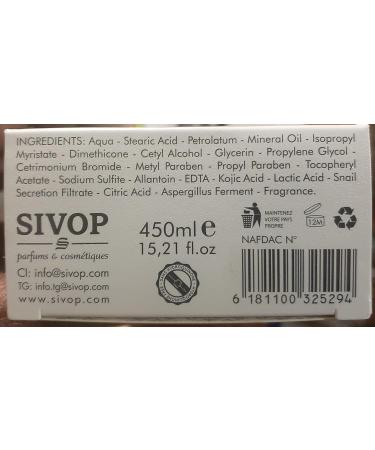 INGREDIENTS: Aqua - Stearic Acid - Petrolatum - Mineral Oil - Isopropyl
Myristate - Dimethicone - Cetyl Alcohol - Glycerin - Propylene Glycol -
Cetrimonium Bromide - Metyl Paraben - Propyl Paraben - Tocopheryl
Acetate - Sodium Sulfite - Allantoin - EDTA - Kojic Acid - Lactic Acid - Snail
Secretion Filtrate - Citric Acid - Aspergillus Ferment - Fragrance.
SIVOP
parfums & cosmétiques
CI: info@sivop.com
TG: info.tg@sivop.com
www.sivop.com
450ml e
15,21 fl.oz
MAINTENEZ
VOTRE PAYS
PROPRE
12M
NAFDAC N°
6 181100 325294